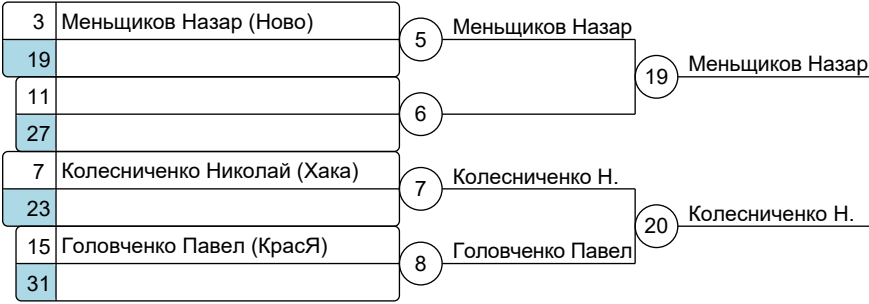 3 Меньщиков Назар (Ново)
19
5 Меньщиков Назар
19 Меньщиков Назар
11
27
6
7 Колесниченко Николай (Хака)
23
7 Колесниченко Н.
20 Колесниченко Н.
15 Головченко Павел (КрасЯ)
31
8 Головченко Павел